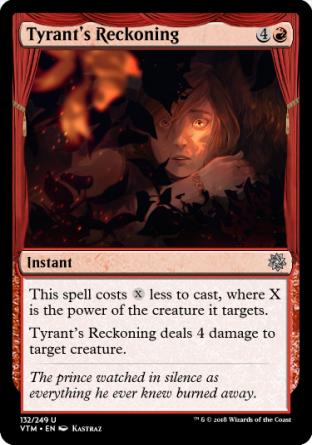 Tyrant's Reckoning 4
Instant
This spell costs X less to cast, where X
is the power of the creature it targets.
Tyrant's Reckoning deals 4 damage to
target creature.
The prince watched in silence as
everything he ever knew burned away.
132/249 U
™ & © 2018 Wizards of the Coast
VTM • EN Kastraz